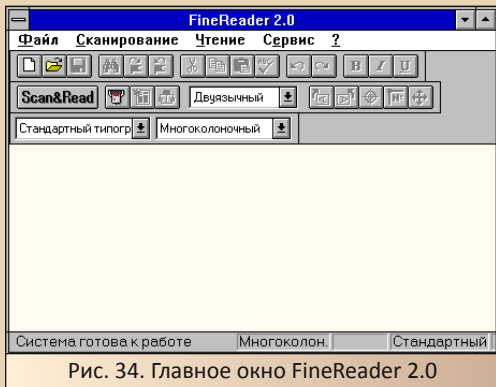 FineReader 2.0
Файл Сканирование Чтение Сервис ?
ABC B I U
Scan&Read Двуязычный
Стандартный типогр Многоколоночный
Система готова к работе Многоколон. Стандартный
Рис. 34. Главное окно FineReader 2.0